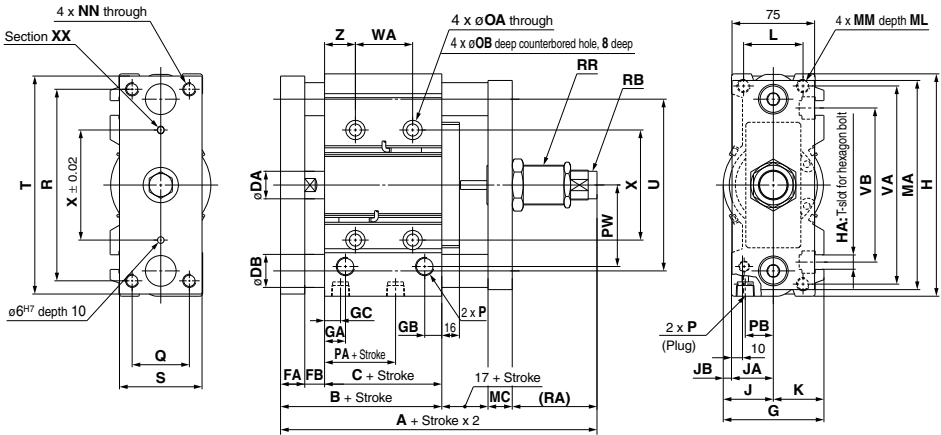 4 x NN through
Section XX
T
R
X ± 0.02
ø6H7 depth 10
Q
S
Z
WA
4 x øOA through
4 x øOB deep counterbored hole, 8 deep
RR
RB
øDA
øDB
X
U
PW
2 x P
GC
GA
GB
16
PA + Stroke
FA
FB
C + Stroke
17 + Stroke
B + Stroke
MC
(RA)
A + Stroke x 2
75
L
4 x MM depth ML
HA: T-slot for hexagon bolt
VB
VA
MA
H
2 x P
(Plug)
PB
10
JB
JA
J
K
G